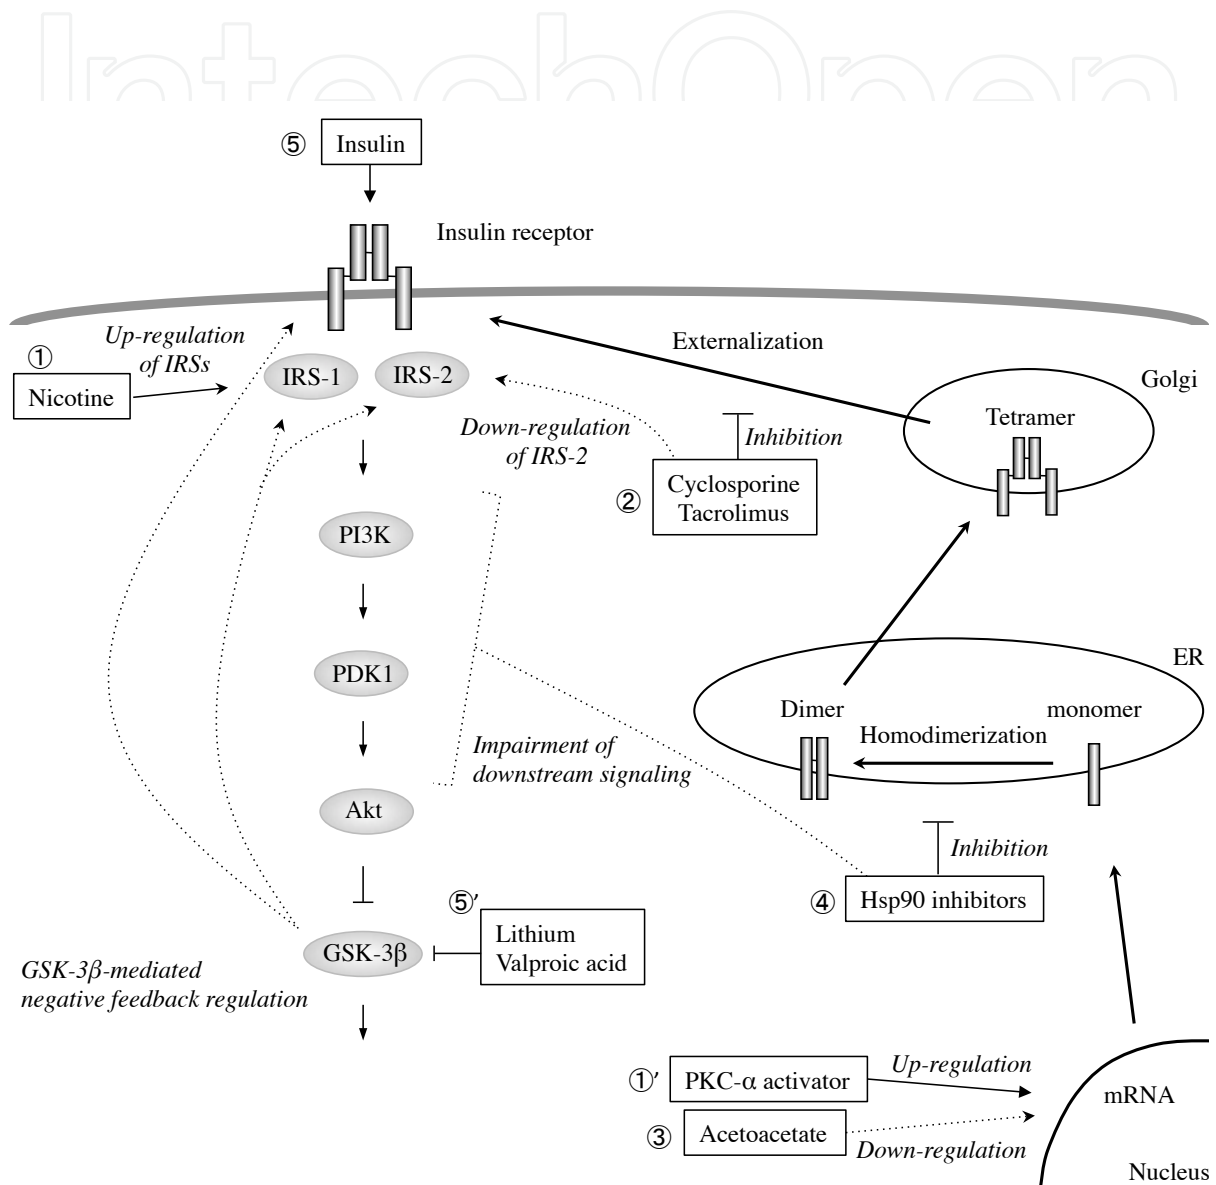 IntechOpen
⑤
Insulin
Insulin receptor
Up-regulation
of IRSs
①
Nicotine
IRS-1
IRS-2
Externalization
Golgi
Tetramer
Down-regulation
of IRS-2
Inhibition
②
Cyclosporine
Tacrolimus
PI3K
PDK1
ER
Dimer
monomer
Homodimerization
Impairment of
downstream signaling
Akt
Inhibition
④
Hsp90 inhibitors
⑤’
Lithium
Valproic acid
GSK-3β
GSK-3β-mediated
negative feedback regulation
①’
PKC-α activator
Up-regulation
mRNA
③
Acetoacetate
Down-regulation
Nucleus